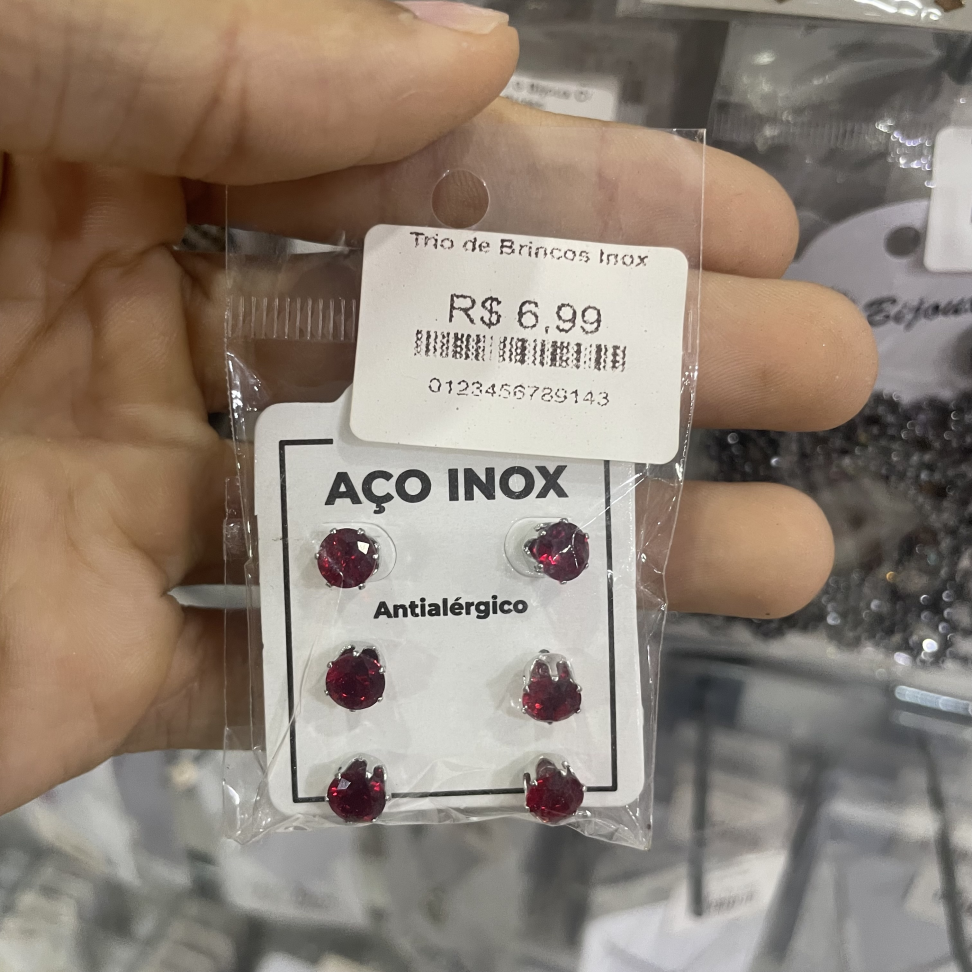 Trio de Brincos Inox
R$ 6,99
0123456789143
AÇO INOX
Antialérgico